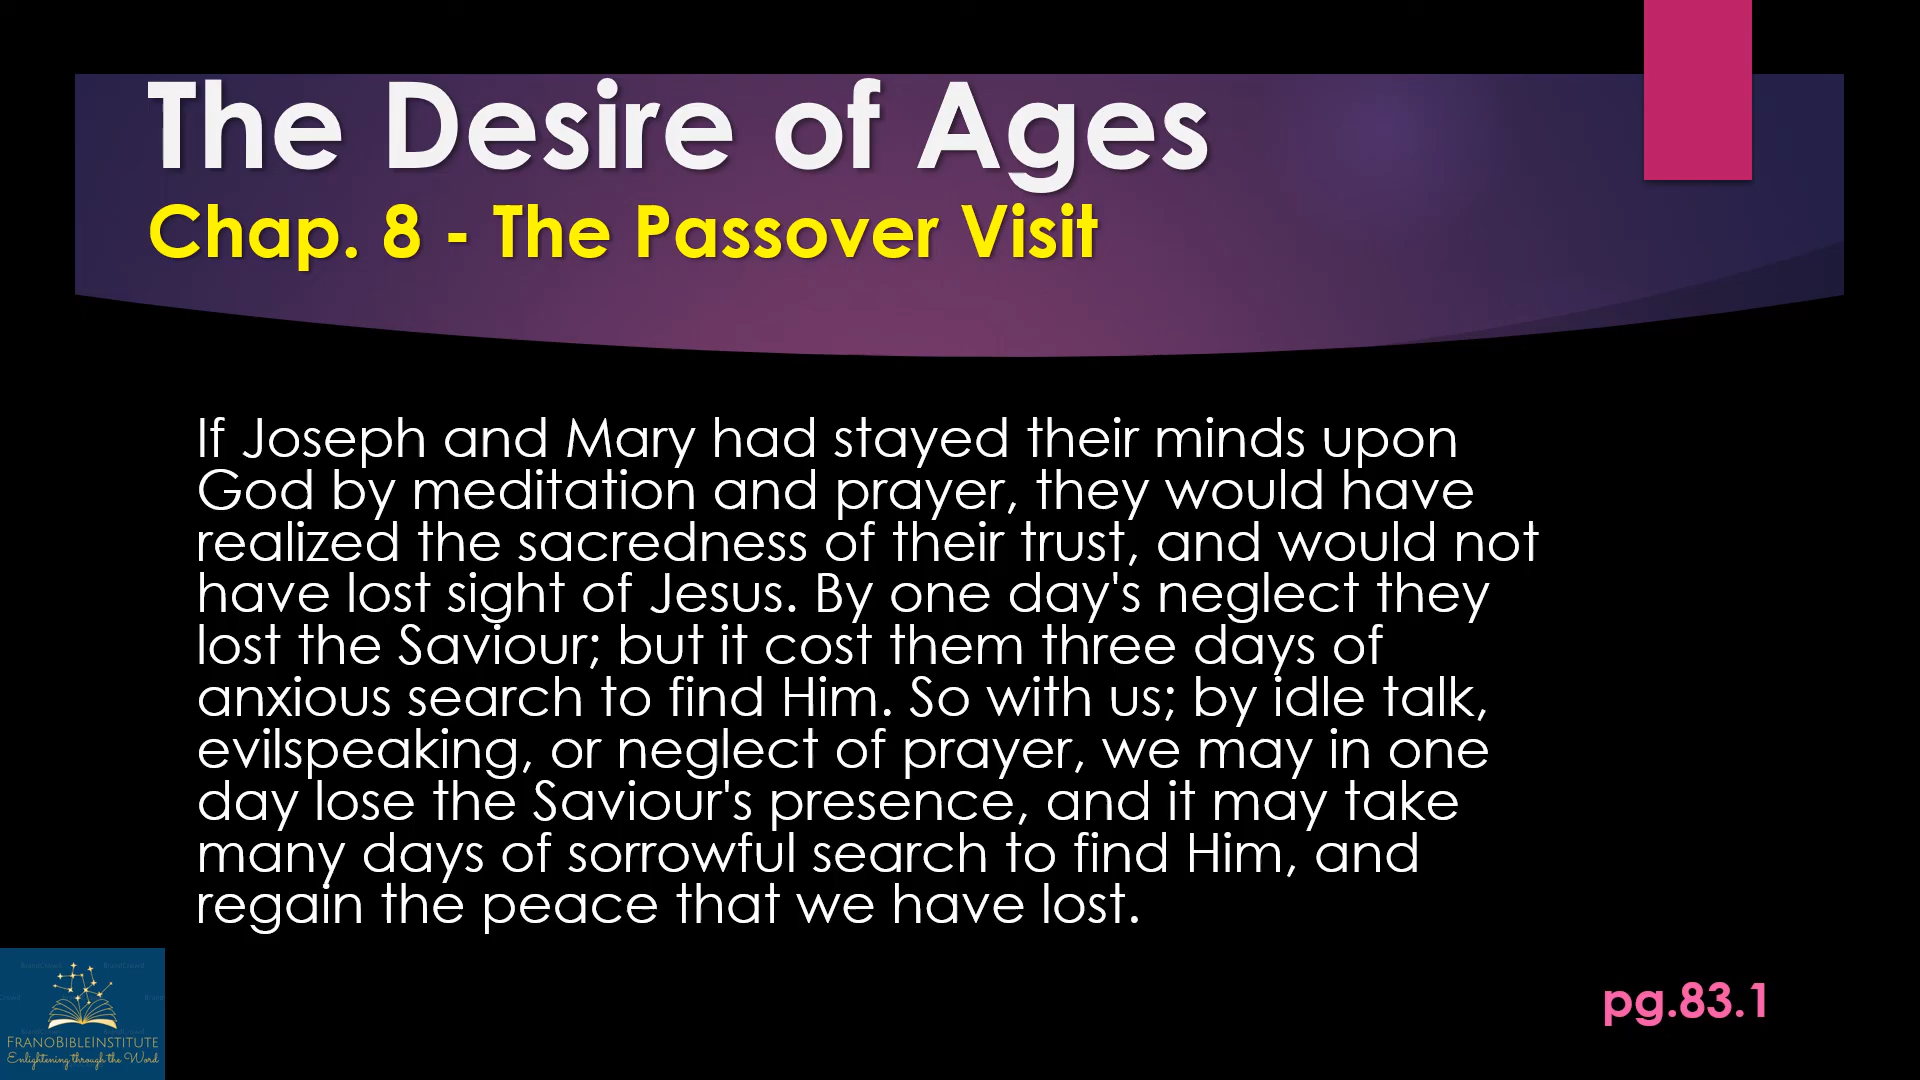 The Desire of Ages
Chap. 8 - The Passover Visit
If Joseph and Mary had stayed their minds upon
God by meditation and prayer, they would have
realized the sacredness of their trust, and would not
have lost sight of Jesus. By one day's neglect they
lost the Saviour; but it cost them three days of
anxious search to find Him. So with us; by idle talk,
evilspeaking, or neglect of prayer, we may in one
day lose the Saviour's presence, and it may take
many days of sorrowful search to find Him, and
regain the peace that we have lost.
pg.83.1
FRANOBIBLEINSTITUTE
Enlightening through the Word